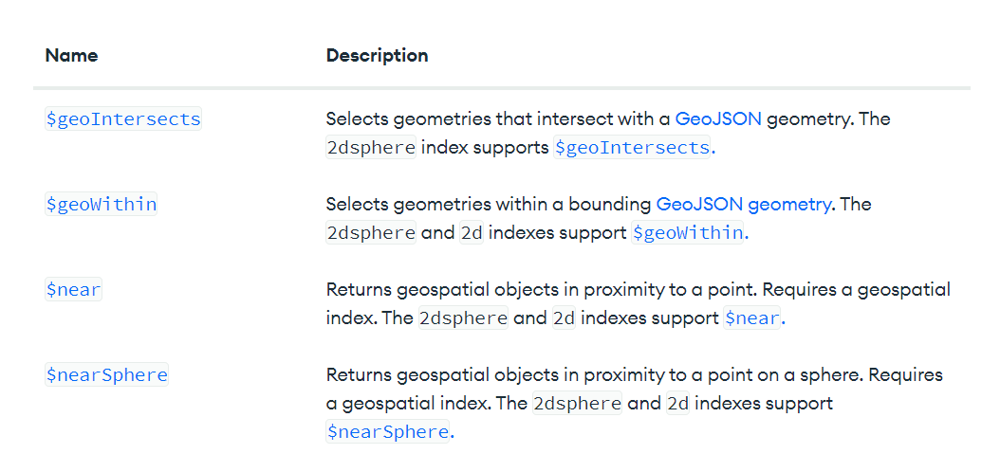 Name Description
$geoIntersects Selects geometries that intersect with a GeoJSON geometry. The
2dsphere index supports $geoIntersects.
$geoWithin Selects geometries within a bounding GeoJSON geometry. The
2dsphere and 2d indexes support $geoWithin.
$near Returns geospatial objects in proximity to a point. Requires a geospatial
index. The 2dsphere and 2d indexes support $near.
$nearSphere Returns geospatial objects in proximity to a point on a sphere. Requires
a geospatial index. The 2dsphere and 2d indexes support
$nearSphere.